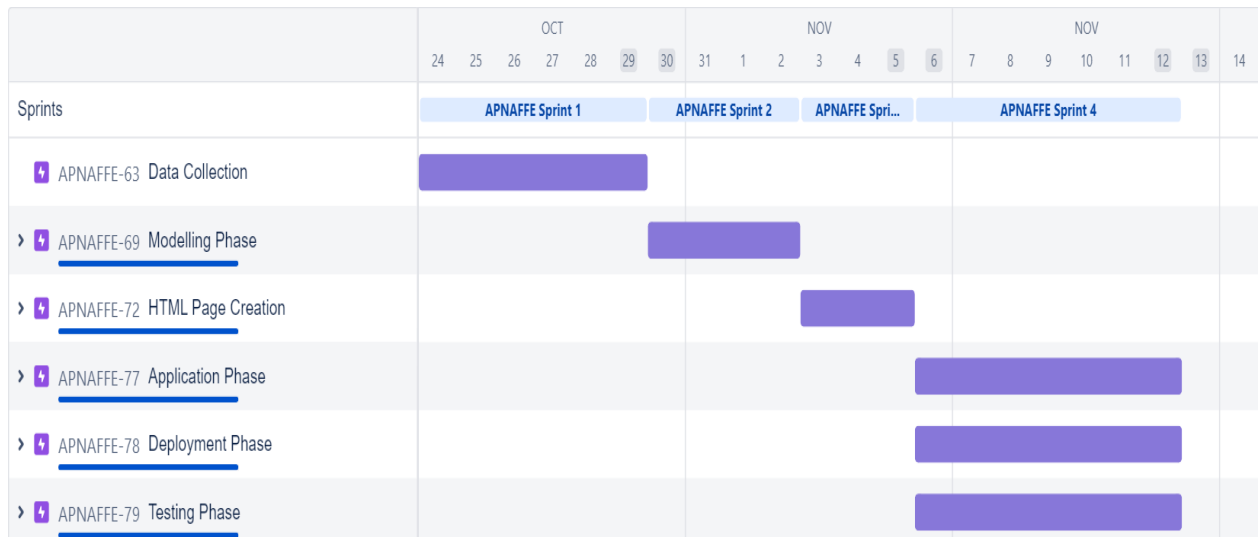 OCT NOV NOV
24 25 26 27 28 29 30 31 1 2 3 4 5 6 7 8 9 10 11 12 13 14
Sprints APNAFFE Sprint 1 APNAFFE Sprint 2 APNAFFE Spri... APNAFFE Sprint 4
APNAFFE-63 Data Collection
APNAFFE-69 Modelling Phase
APNAFFE-72 HTML Page Creation
APNAFFE-77 Application Phase
APNAFFE-78 Deployment Phase
APNAFFE-79 Testing Phase